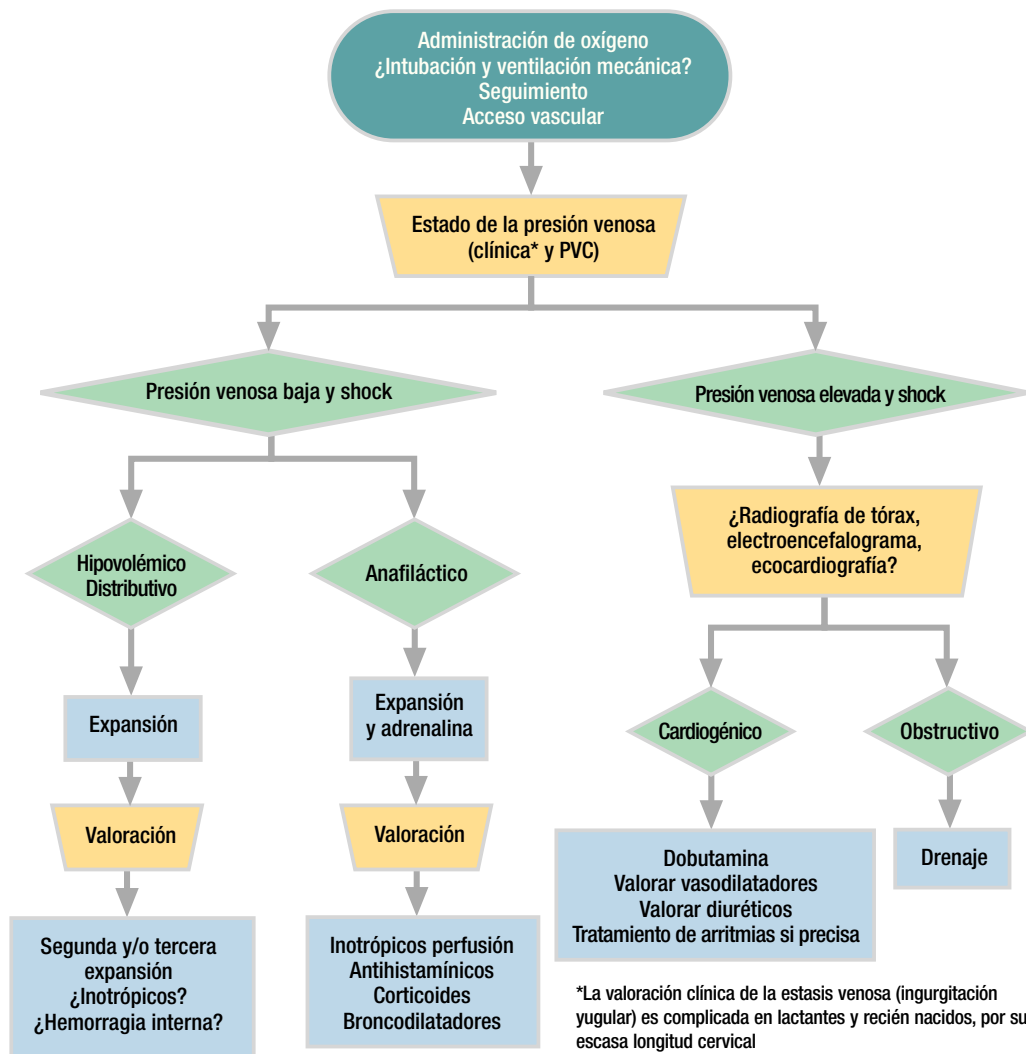 Administración de oxígeno
¿Intubación y ventilación mecánica?
Seguimiento
Acceso vascular
Estado de la presión venosa
(clínica* y PVC)
Presión venosa baja y shock
Presión venosa elevada y shock
Hipovolémico
Distributivo
Anafiláctico
¿Radiografía de tórax,
electroencefalograma,
ecocardiografía?
Expansión
Expansión
y adrenalina
Cardiogénico
Obstructivo
Valoración
Valoración
Dobutamina
Valorar vasodilatadores
Valorar diuréticos
Tratamiento de arritmias si precisa
Drenaje
Segunda y/o tercera
expansión
¿Inotrópicos?
¿Hemorragia interna?
Inotrópicos perfusión
Antihistamínicos
Corticoides
Broncodilatadores
*La valoración clínica de la estasis venosa (ingurgitación
yugular) es complicada en lactantes y recién nacidos, por su
escasa longitud cervical